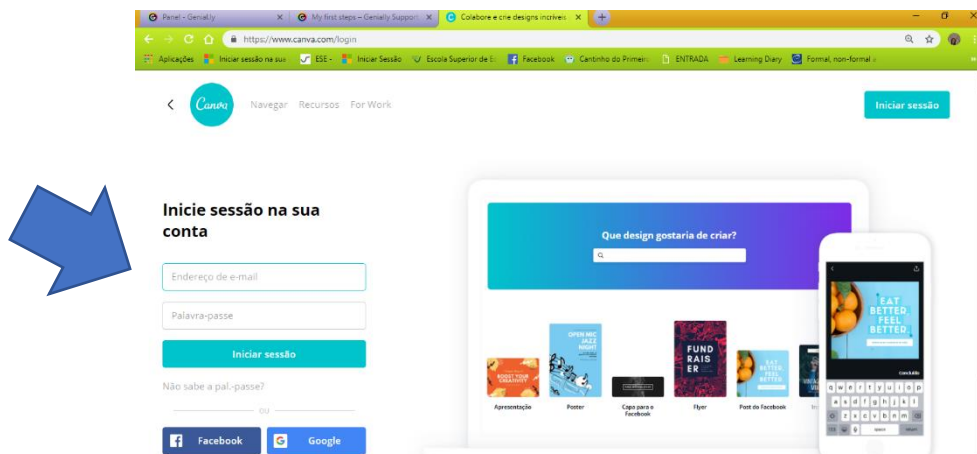 Panel - Genial.ly
My first steps – Genially Support
Colabore e crie designs incríveis
https://www.canva.com/login
Aplicações Iniciar sessão na sua ESE - Iniciar Sessão Escola Superior de E Facebook Cantinho do Primeiro ENTRADA Learning Diary Formal, non-formal a
Canva Navegar Recursos For Work Iniciar sessão
Inicie sessão na sua
conta
Endereço de e-mail
Palavra-passe
Iniciar sessão
Não sabe a pal.-passe?
ou
Facebook Google
Que design gostaria de criar?
BOOST YOUR
CREATIVITY
OPEN MIC
JAZZ
NIGHT
FUND
RAIS
ER
EAT
BETTER,
FEEL
BETTER.
Apresentação
Poster
Capa para o
Facebook
Flyer
Post do Facebook
EAT
BETTER,
FEEL
BETTER.
q w e r t y u i o p
a s d f g h j k l
z x c v b n m